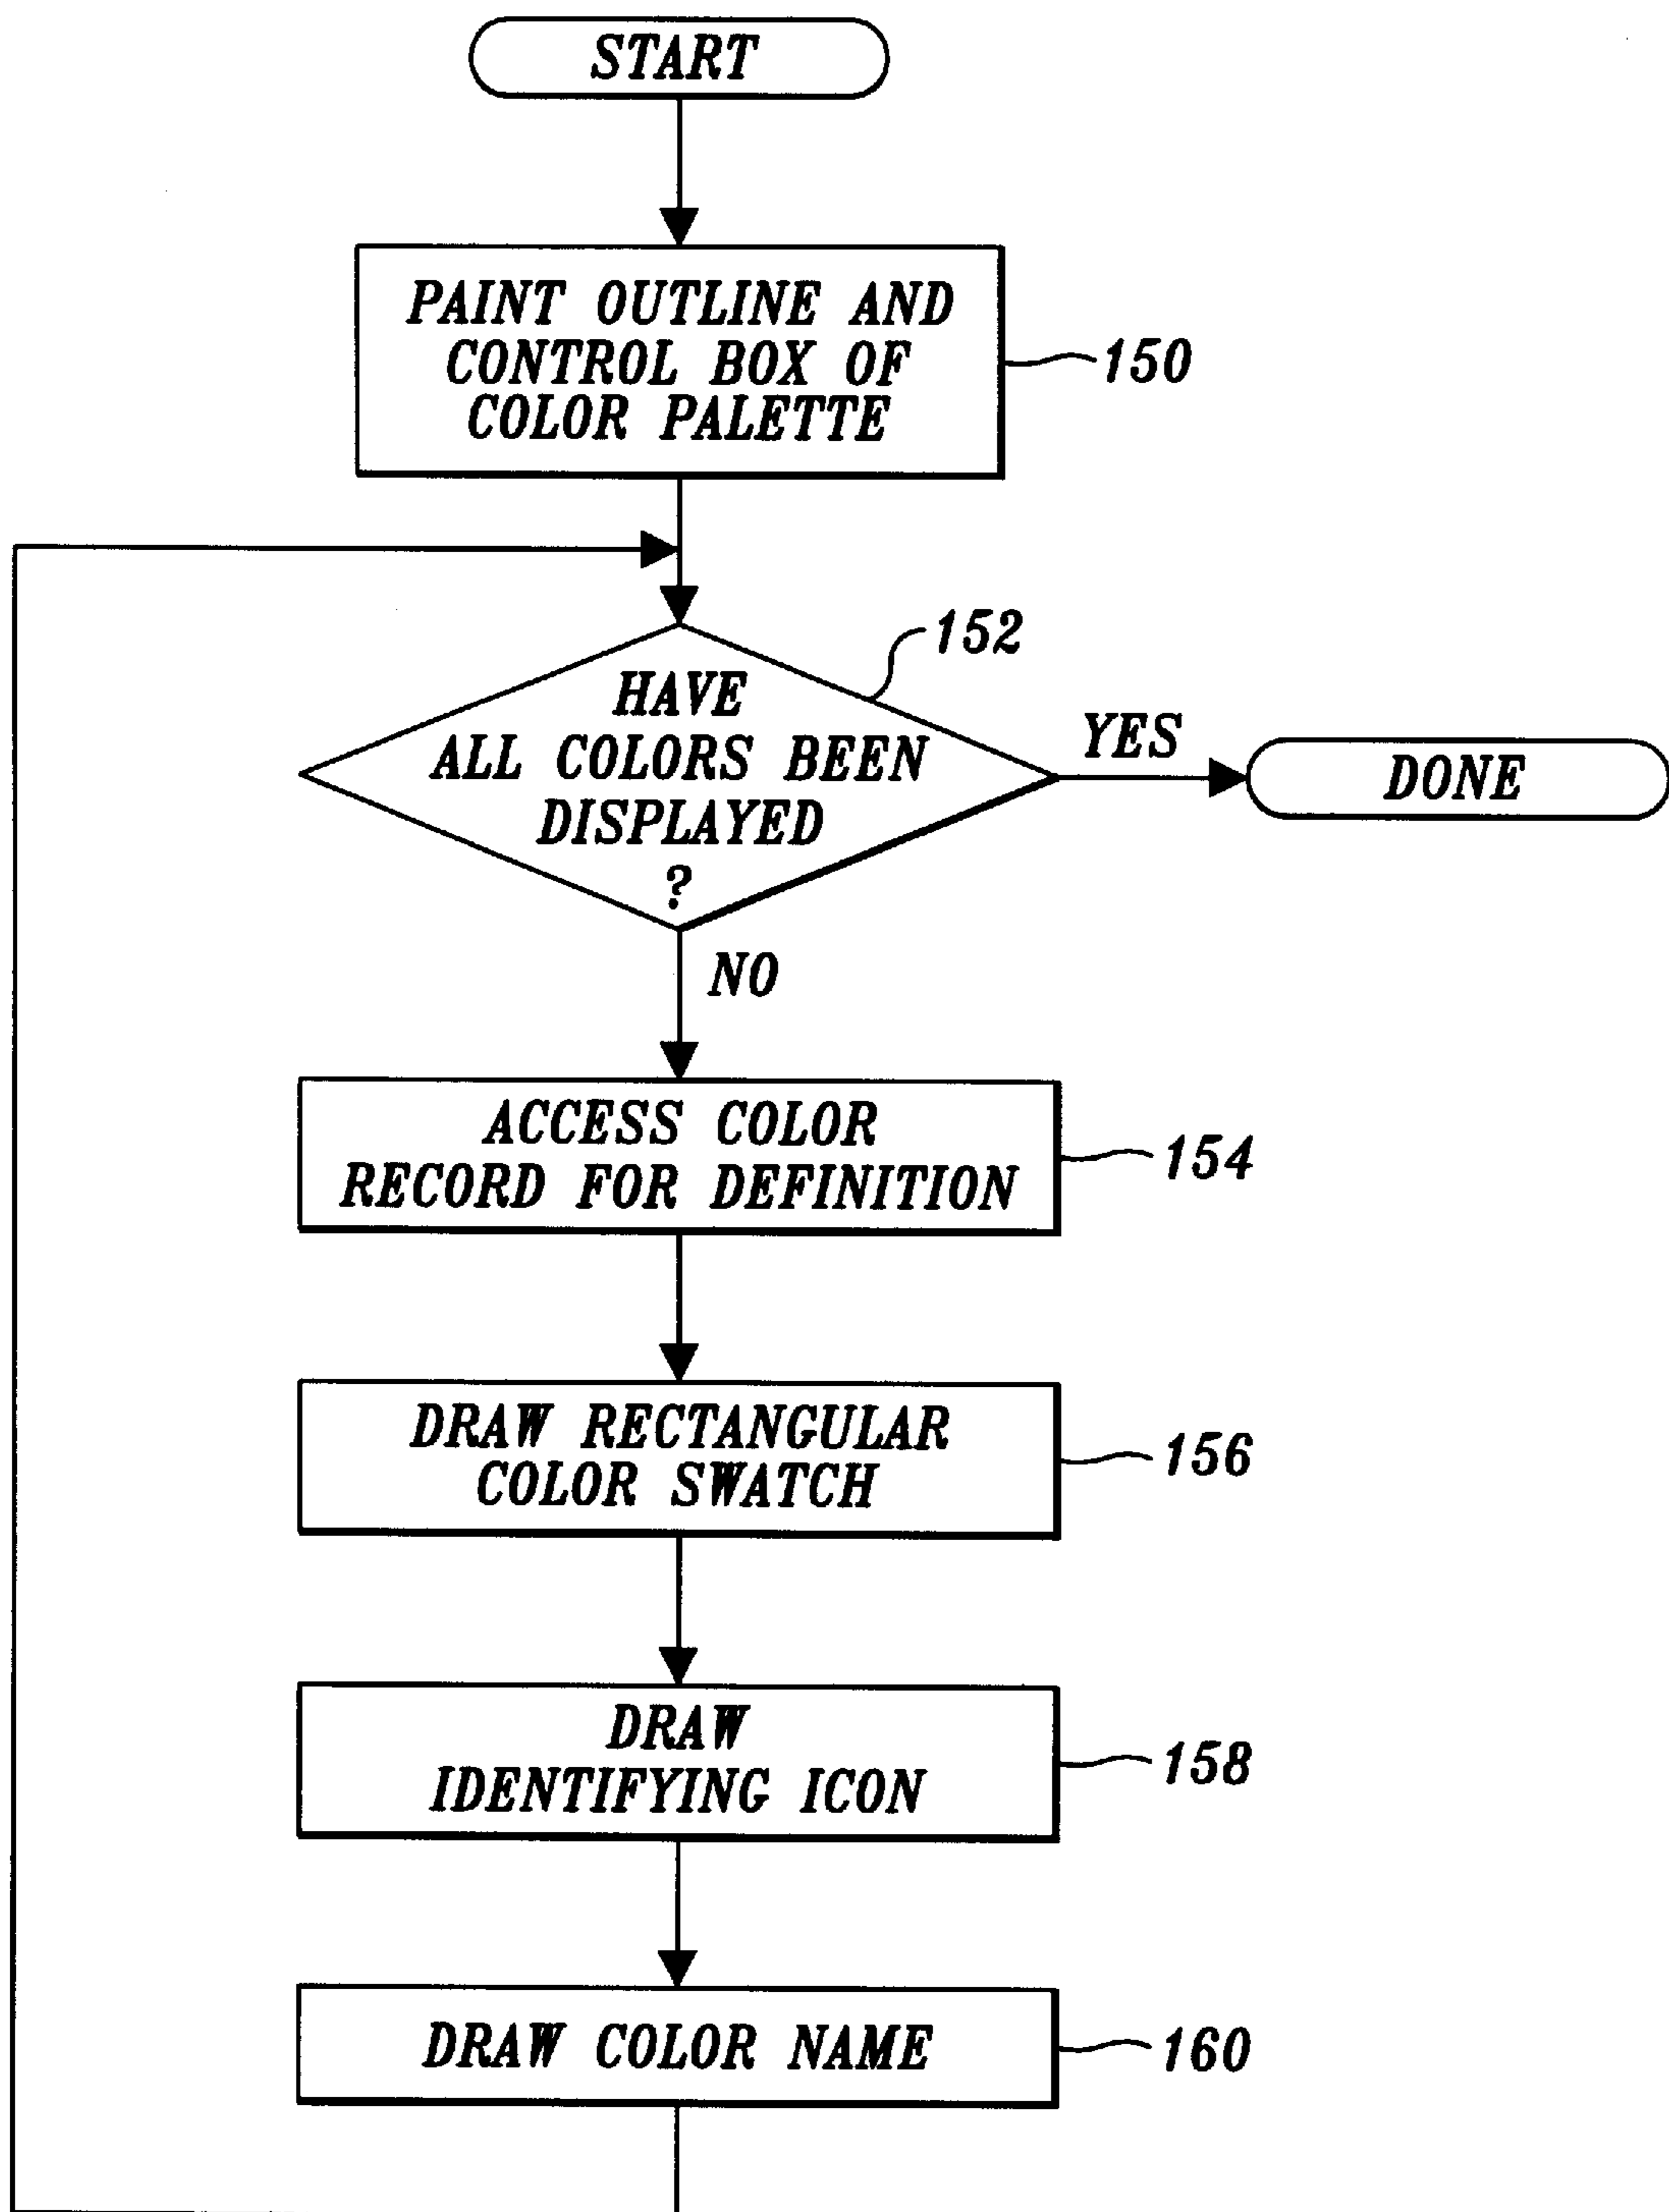 START
PAINT OUTLINE AND
CONTROL BOX OF
COLOR PALETTE
150
152
HAVE
ALL COLORS BEEN
DISPLAYED
?
YES
DONE
NO
ACCESS COLOR
RECORD FOR DEFINITION
154
DRAW RECTANGULAR
COLOR SWATCH
156
DRAW
IDENTIFYING ICON
158
DRAW COLOR NAME
160